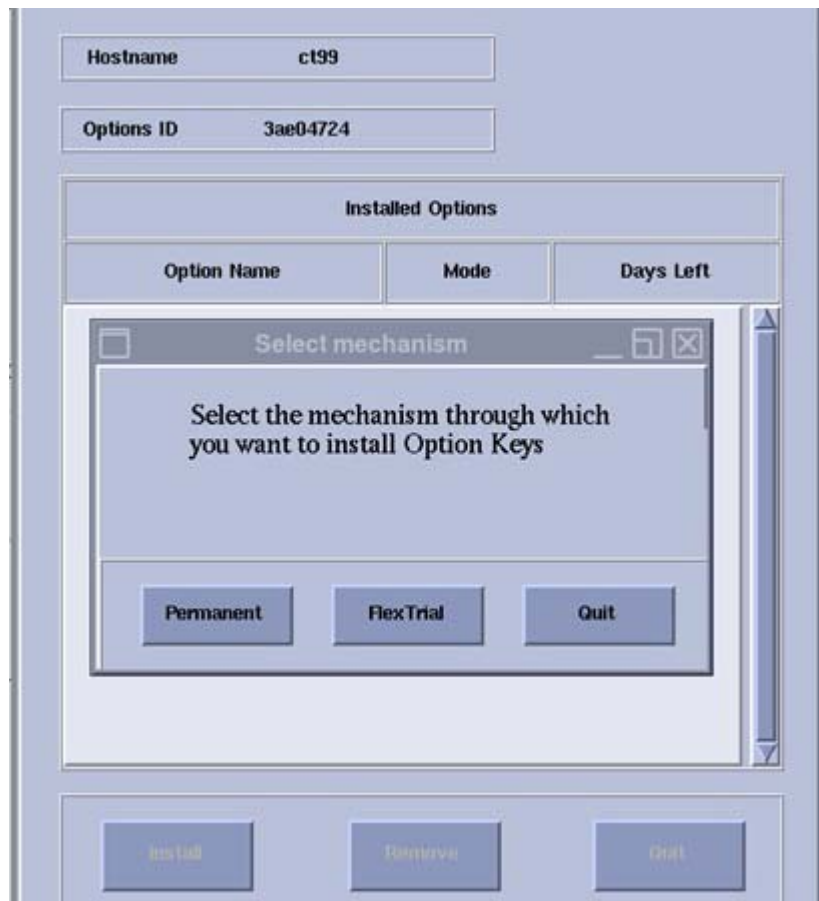 Hostname ct99
Options ID 3ae04724
Installed Options
Option Name Mode Days Left
Select mechanism
Select the mechanism through which
you want to install Option Keys
Permanent FlexTrial Quit
Install Remove Quit